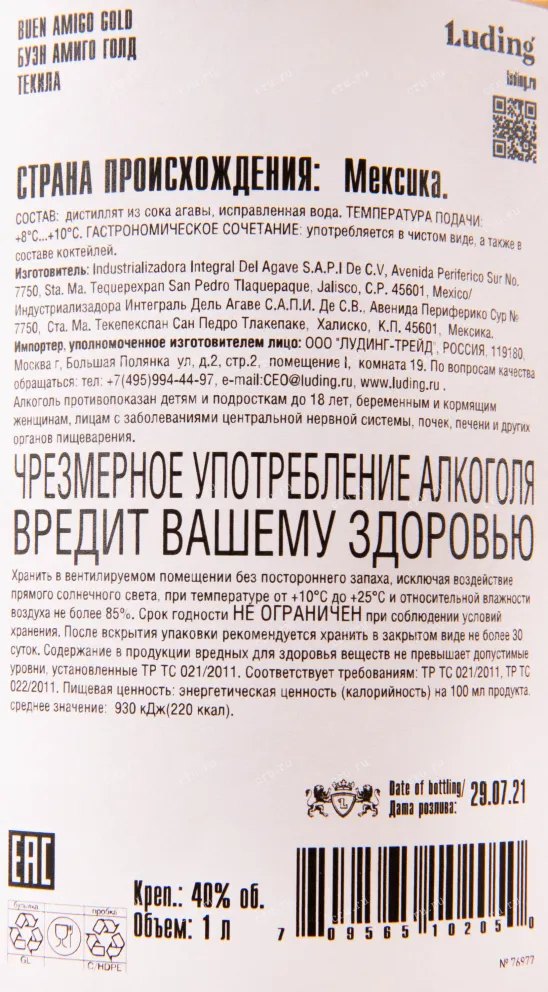 BUEN AMIGO GOLD
БУЭН АМИГО ГОЛД
ТЕКИЛА
Luding
luding.ru
СТРАНА ПРОИСХОЖДЕНИЯ: Мексика.
СОСТАВ: дистиллят из сока агавы, исправленная вода. ТЕМПЕРАТУРА ПОДАЧИ:
+8°C...+10°C. ГАСТРОНОМИЧЕСКОЕ СОЧЕТАНИЕ: употребляется в чистом виде, а также в
составе коктейлей.
Изготовитель: Industrializadora Integral Del Agave S.A.P.I De C.V, Avenida Periferico Sur No.
7750, Sta. Ma. Tequepexpan San Pedro Tlaquepaque, Jalisco, C.P. 45601, Mexico/
Индустриализадора Интеграль Дель Агаве С.А.П.И. Де С.В., Авенида Периферико Сур №
7750, Ста. Ма. Текепекспан Сан Педро Тлакепаке, Халиско, К.П. 45601, Мексика.
Импортер, уполномоченное изготовителем лицо: ООО "ЛУДИНГ-ТРЕЙД", РОССИЯ, 119180,
Москва г, Большая Полянка ул, д.2, стр.2, помещение I, комната 19. По вопросам качества
обращаться: тел: +7(495)994-44-97, e-mail:CEO@luding.ru, www.luding.ru .
Алкоголь противопоказан детям и подросткам до 18 лет, беременным и кормящим
женщинам, лицам с заболеваниями центральной нервной системы, почек, печени и других
органов пищеварения.
ЧРЕЗМЕРНОЕ УПОТРЕБЛЕНИЕ АЛКОГОЛЯ
ВРЕДИТ ВАШЕМУ ЗДОРОВЬЮ
Хранить в вентилируемом помещении без постороннего запаха, исключая воздействие
прямого солнечного света, при температуре от +10°C до +25°C и относительной влажности
воздуха не более 85%. Срок годности НЕ ОГРАНИЧЕН при соблюдении условий
хранения. После вскрытия упаковки рекомендуется хранить в закрытом виде не более 30
суток. Содержание в продукции вредных для здоровья веществ не превышает допустимые
уровни, установленные ТР ТС 021/2011. Соответствует требованиям: ТР ТС 021/2011, ТР ТС
022/2011. Пищевая ценность: энергетическая ценность (калорийность) на 100 мл продукта,
среднее значение: 930 кДж(220 ккал).
L
Date of bottling/
Дата розлива:
29.07.21
EAC
Креп.: 40% об.
Объем: 1 л
бутылка
пробка
GL
C/HDPE
7 09565 10205 0
№ 76977